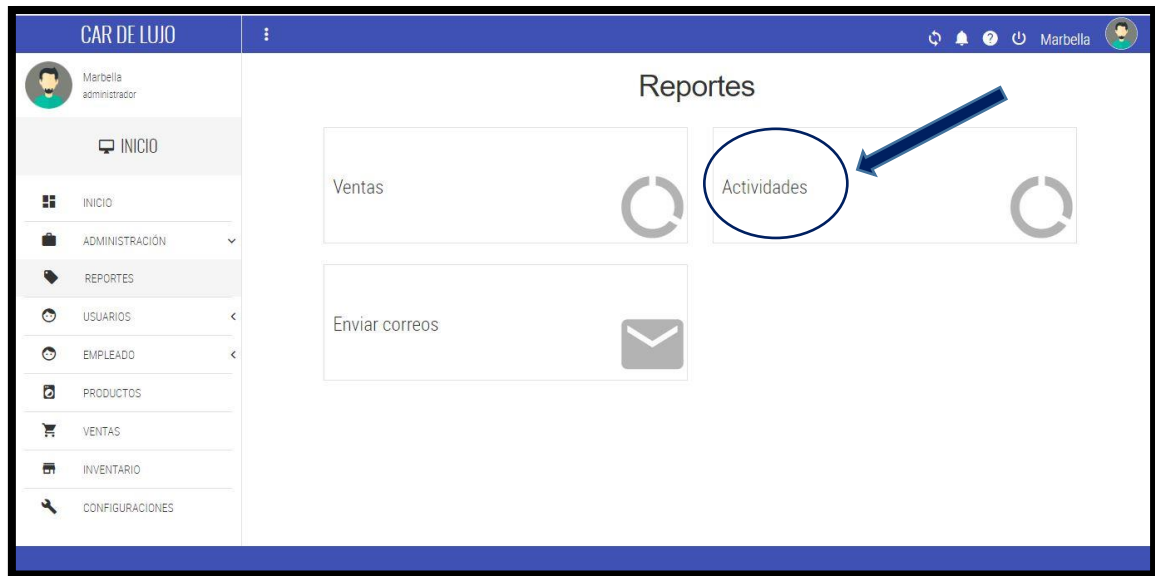 CAR DE LUJO
Marbella
Marbella
administrador
INICIO
INICIO
ADMINISTRACIÓN
REPORTES
USUARIOS
EMPLEADO
PRODUCTOS
VENTAS
INVENTARIO
CONFIGURACIONES
Reportes
Ventas
Actividades
Enviar correos